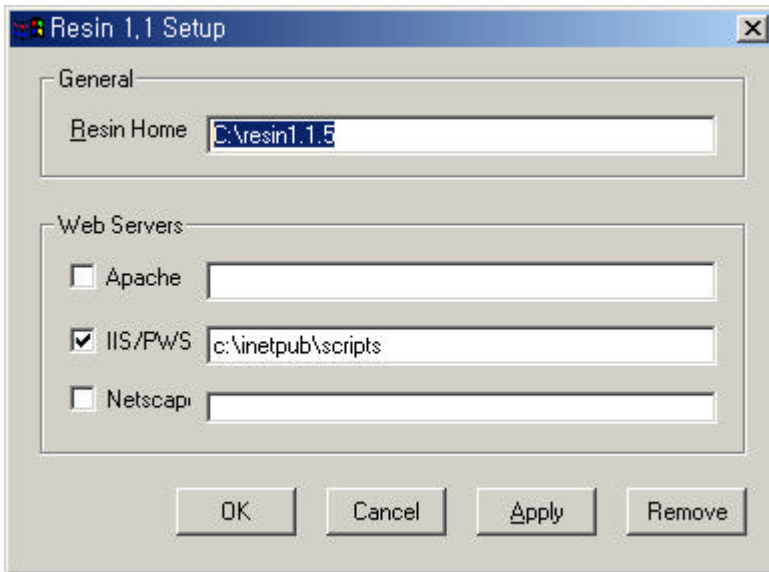 Resin 1,1 Setup
General
Resin Home C:\resin1.1.5
Web Servers
Apache
IIS/PWS c:\inetpub\scripts
Netscap
OK Cancel Apply Remove